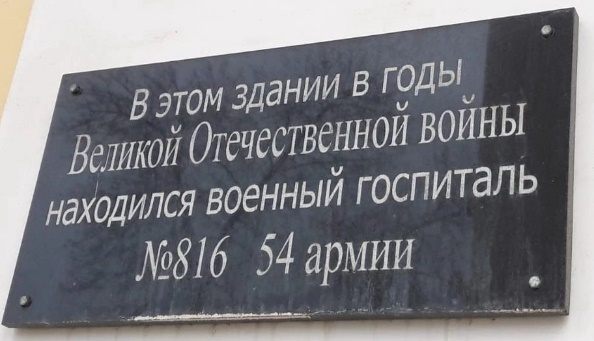 В этом здании в годы
Великой Отечественной войны
находился военный госпиталь
№816 54 армии